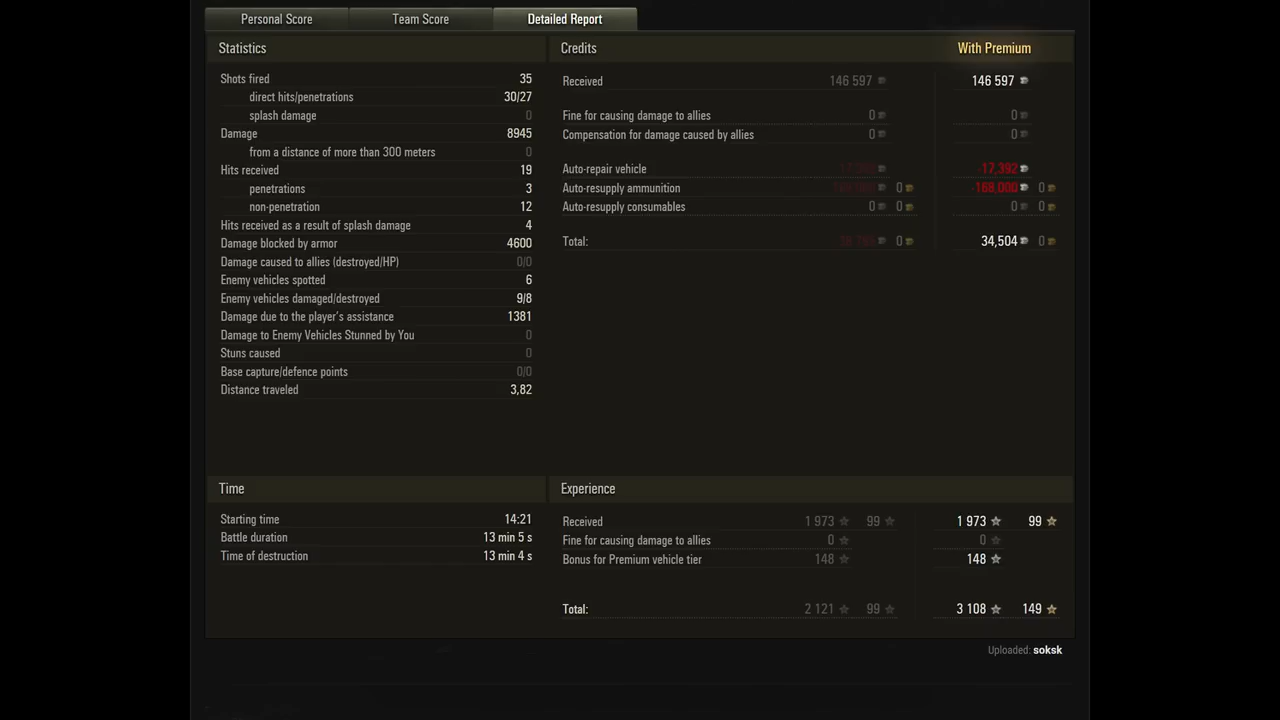 Personal Score Team Score Detailed Report
Statistics
Shots fired 35
direct hits/penetrations 30/27
splash damage 0
Damage 8945
from a distance of more than 300 meters 0
Hits received 19
penetrations 3
non-penetration 12
Hits received as a result of splash damage 4
Damage blocked by armor 4600
Damage caused to allies (destroyed/HP) 0/0
Enemy vehicles spotted 6
Enemy vehicles damaged/destroyed 9/8
Damage due to the player's assistance 1381
Damage to Enemy Vehicles Stunned by You 0
Stuns caused 0
Base capture/defence points 0/0
Distance traveled 3,82
Credits With Premium
Received 146 597 146 597
Fine for causing damage to allies 0 0
Compensation for damage caused by allies 0 0
Auto-repair vehicle -17,392
Auto-resupply ammunition 0 -168,000 0
Auto-resupply consumables 0 0 0 0
Total: 0 34,504 0
Time
Starting time 14:21
Battle duration 13 min 5 s
Time of destruction 13 min 4 s
Experience
Received 1 973 99 1 973 99
Fine for causing damage to allies 0 0
Bonus for Premium vehicle tier 148 148
Total: 2 121 99 3 108 149
Uploaded: soksk